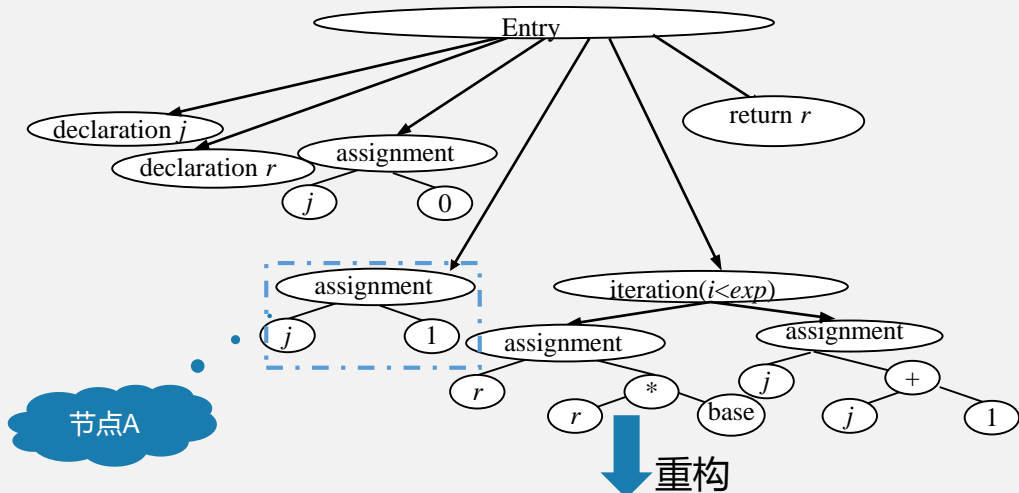 Entry
declaration j
declaration r
assignment
return r
j
0
assignment
j
1
iteration(i<exp)
assignment
assignment
r
*
r
base
j
+
j
1
节点A
重构